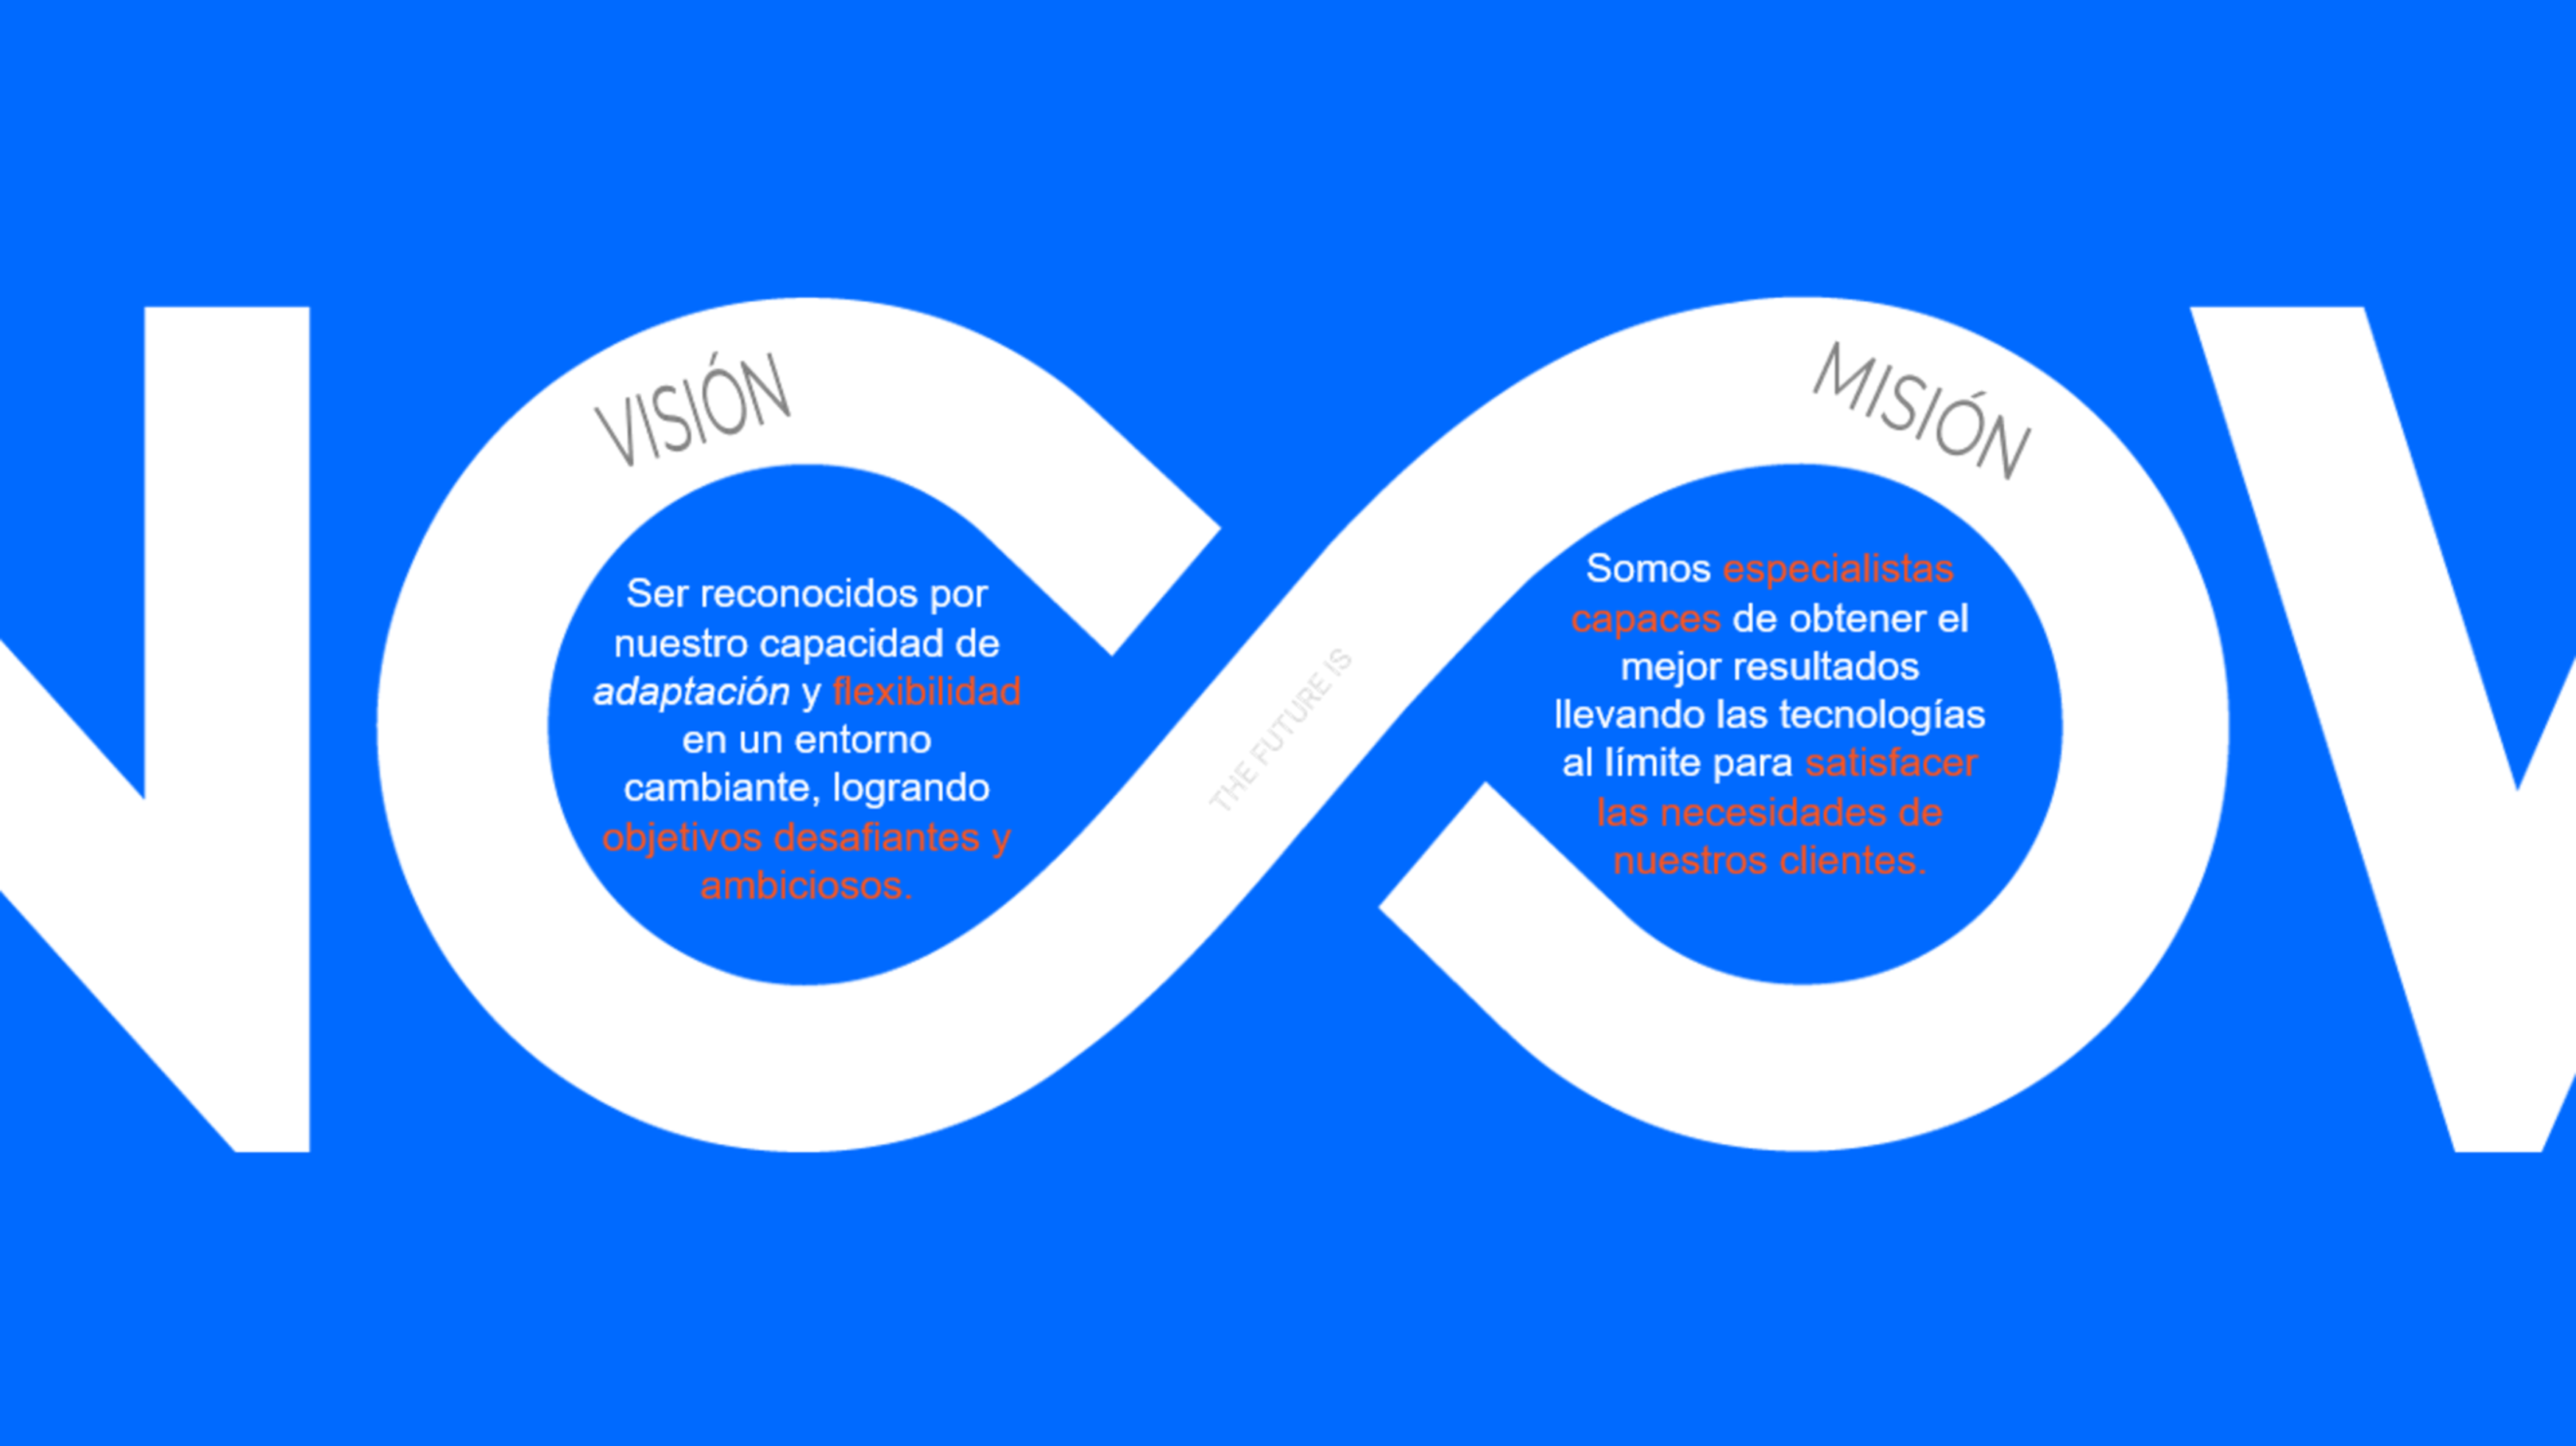 VISIÓN
Ser reconocidos por
nuestro capacidad de
adaptación y flexibilidad
en un entorno
cambiante, logrando
objetivos desafiantes y
ambiciosos.
THE FUTURE IS
MISIÓN
Somos especialistas
capaces de obtener el
mejor resultados
llevando las tecnologías
al límite para satisfacer
las necesidades de
nuestros clientes.